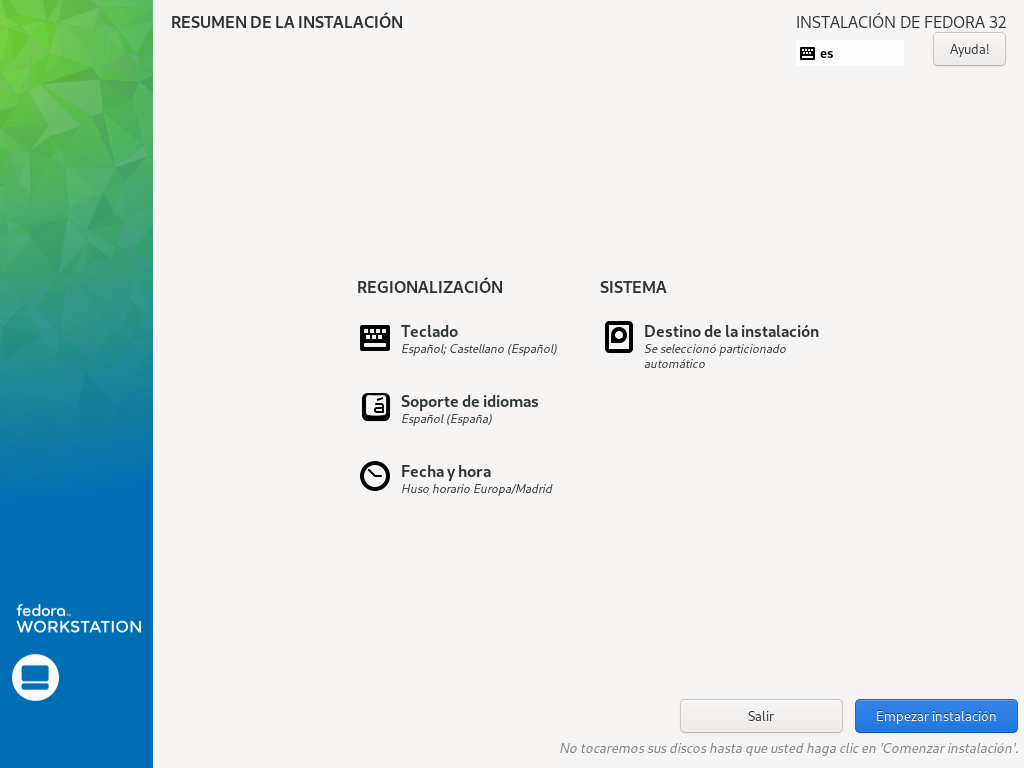 RESUMEN DE LA INSTALACIÓN
INSTALACIÓN DE FEDORA 32
es
Ayuda!
REGIONALIZACIÓN
Teclado
Español; Castellano (Español)
Soporte de idiomas
Español (España)
Fecha y hora
Huso horario Europa/Madrid
SISTEMA
Destino de la instalación
Se seleccionó particionado
automático
fedora™
WORKSTATION
Salir
Empezar instalación
No tocaremos sus discos hasta que usted haga clic en 'Comenzar instalación'.